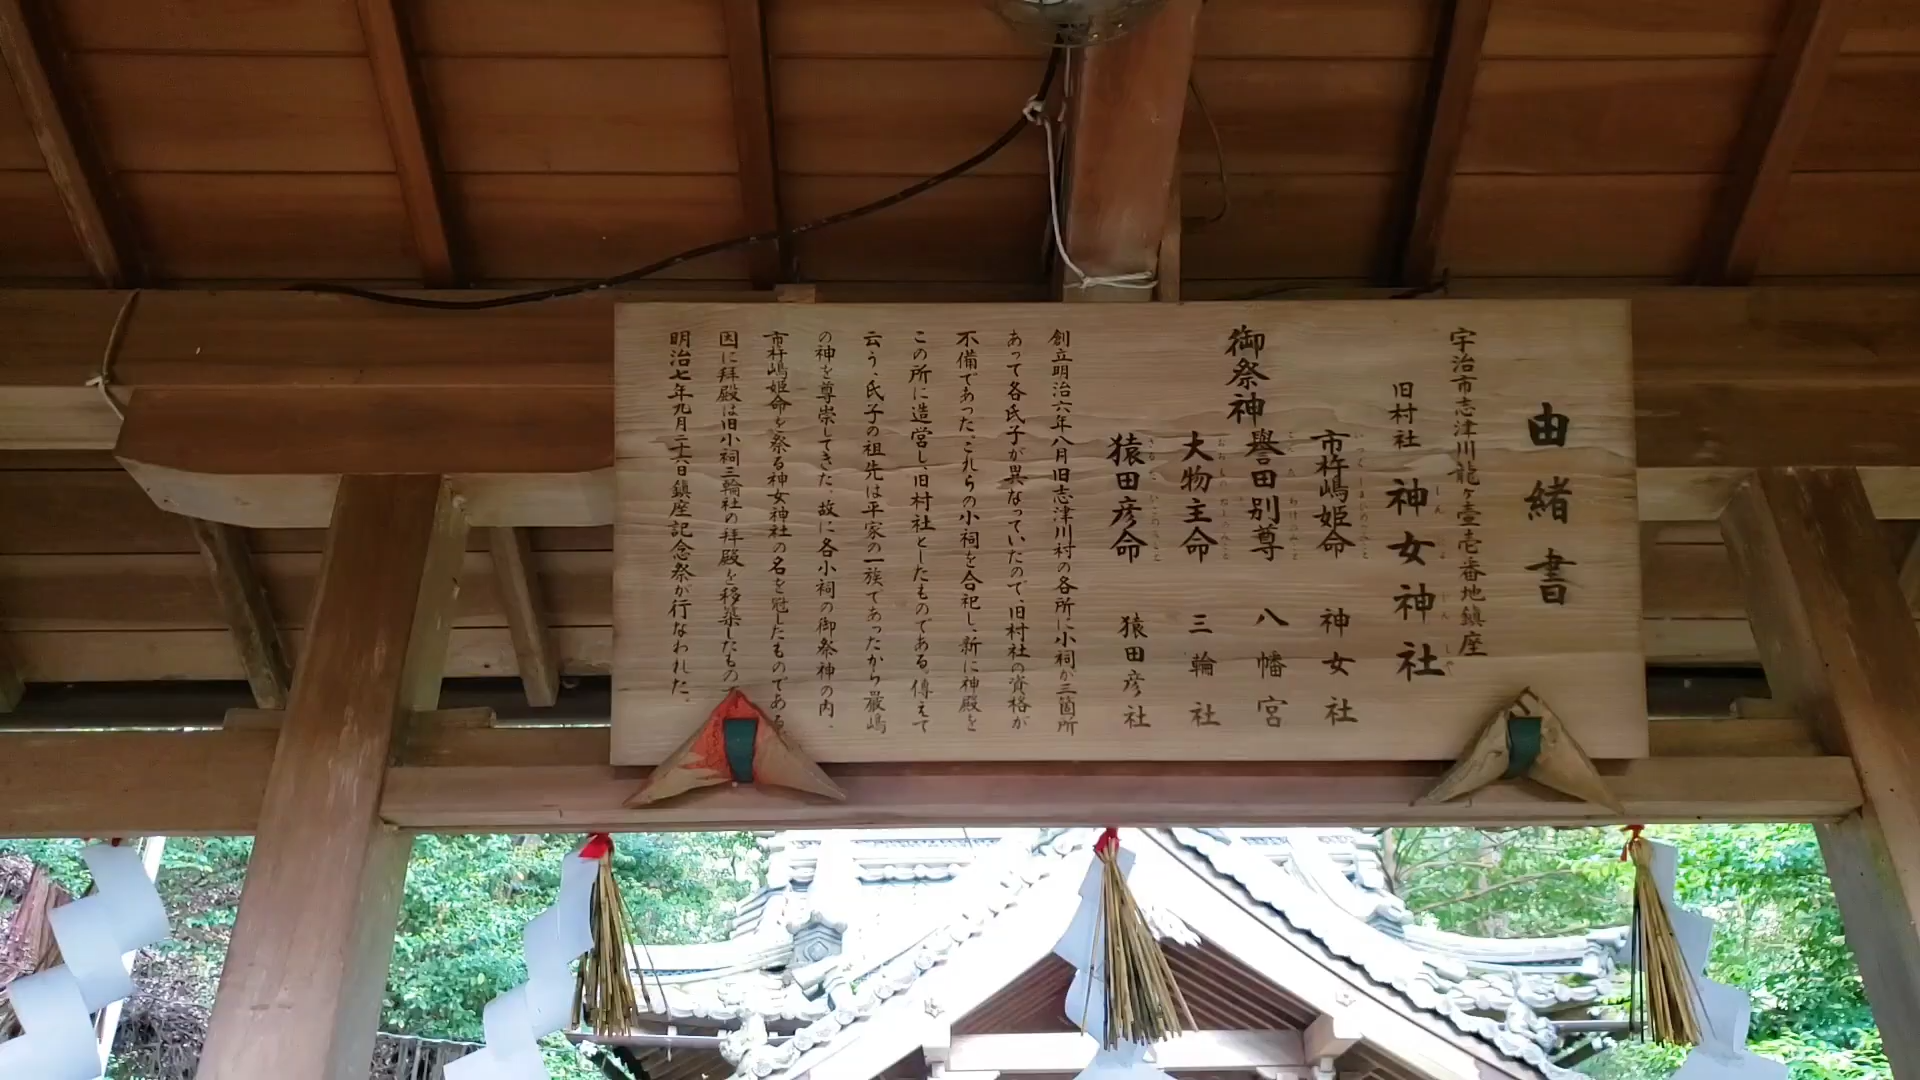 由緒書
宇治市志津川龍ヶ壹壱番地鎮座
旧村社 神女神社
御祭神
市杵嶋姫命 神女社
譽田別尊 八幡宮
大物主命 三輪社
猿田彦命 猿田彦社
創立明治六年八月旧志津川村の各所に小祠が三箇所
あって各氏子が異なっていたので、旧村社の資格が
不備であった、これらの小祠を合祀し、新に神殿を
この所に造営し、旧村社としたものである。傳えて
云う、氏子の祖先は平家の一族であったから厳嶋
の神を尊崇してきた。故に各小祠の御祭神の内、
市杵嶋姫命を祭る神女神社の名を冠したものである
因に拝殿は旧小祠三輪社の拝殿を移築したもので
明治七年九月二十六日鎮座記念祭が行なわれた。